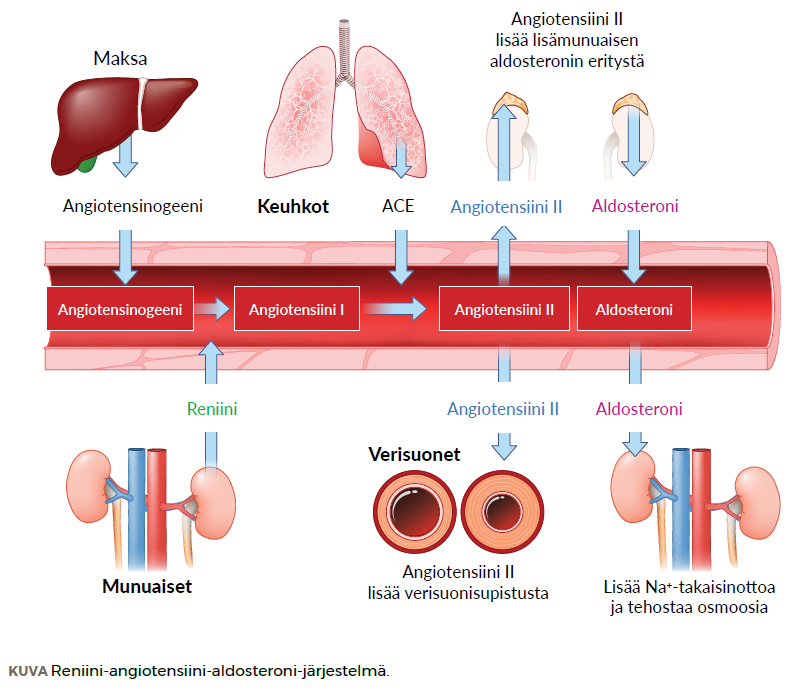 Maksa
Angiotensiini II
lisää lisämunuaisen
aldosteronin eritystä
Angiotensinogeeni
Keuhkot
ACE
Angiotensiini II
Aldosteroni
Angiotensinogeeni
Angiotensiini I
Angiotensiini II
Aldosteroni
Reniini
Angiotensiini II
Aldosteroni
Verisuonet
Munuaiset
Angiotensiini II
lisää verisuonisupistusta
Lisää Na⁺-takaisinottoa
ja tehostaa osmoosia
KUVA Reniini-angiotensiini-aldosteroni-järjestelmä.